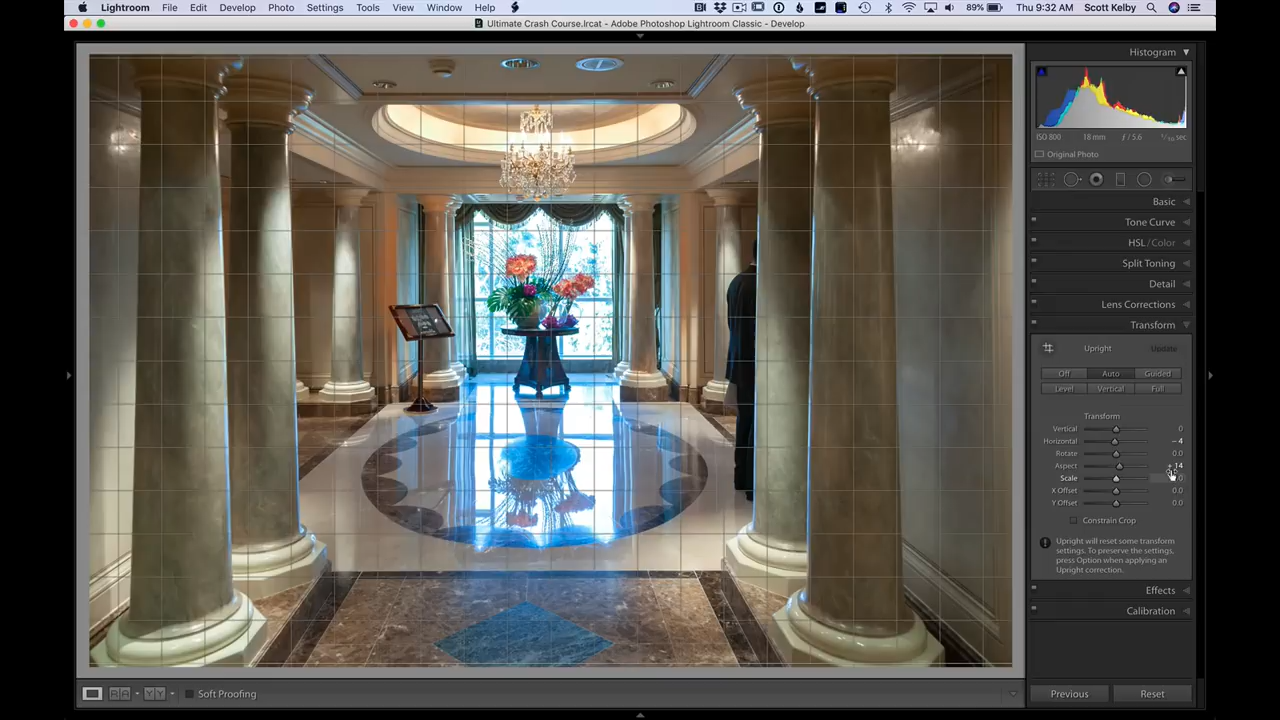 Lightroom File Edit Develop Photo Settings Tools View Window Help 89% Thu 9:32 AM Scott Kelby
Ultimate Crash Course.lrcat - Adobe Photoshop Lightroom Classic - Develop
Histogram
ISO 800 18 mm ƒ / 5.6 sec
Original Photo
Basic
Tone Curve
HSL / Color
Split Toning
Detail
Lens Corrections
Transform
Upright Update
Off Auto Guided
Level Vertical Full
Transform
Vertical 0
Horizontal - 4
Rotate 0.0
Aspect + 14
Scale
X Offset 0.0
Y Offset 0.0
Constrain Crop
Upright will reset some transform
settings. To preserve the settings,
press Option when applying an
Upright correction.
Effects
Calibration
Soft Proofing
Previous Reset